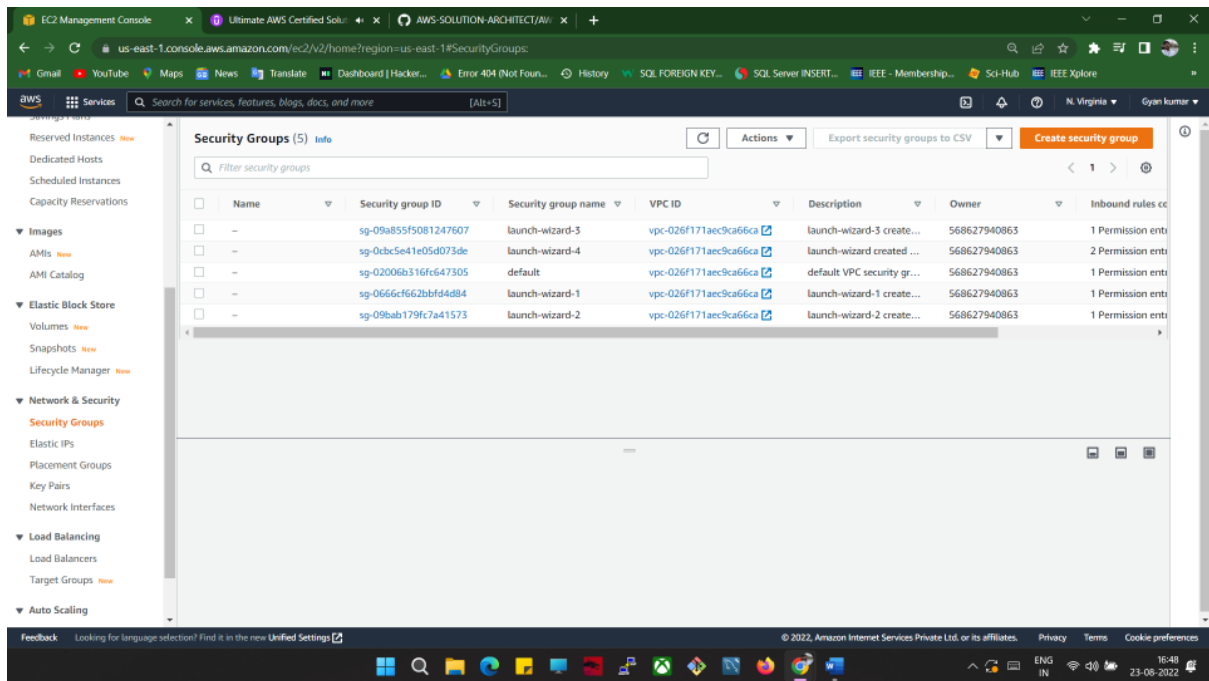 EC2 Management Console
Ultimate AWS Certified Solut
AWS-SOLUTION-ARCHITECT/AW
us-east-1.console.aws.amazon.com/ec2/v2/home?region=us-east-1#SecurityGroups:
Gmail YouTube Maps News Translate Dashboard | Hacker... Error 404 (Not Foun... History SQL FOREIGN KEY... SQL Server INSERT... IEEE - Membership... Sci-Hub IEEE Xplore »
aws Services Search for services, features, blogs, docs, and more [Alt+S] N. Virginia Gyan kumar
Savings Plans
Reserved Instances New
Dedicated Hosts
Scheduled Instances
Capacity Reservations
Images
AMIs New
AMI Catalog
Elastic Block Store
Volumes New
Snapshots New
Lifecycle Manager New
Network & Security
Security Groups
Elastic IPs
Placement Groups
Key Pairs
Network Interfaces
Load Balancing
Load Balancers
Target Groups New
Auto Scaling
Security Groups (5) Info Actions Export security groups to CSV Create security group
Filter security groups 1
Name Security group ID Security group name VPC ID Description Owner Inbound rules co
– sg-09a855f5081247607 launch-wizard-3 vpc-026f171aec9ca66ca launch-wizard-3 create... 568627940863 1 Permission entr
– sg-0cbc5e41e05d073de launch-wizard-4 vpc-026f171aec9ca66ca launch-wizard created ... 568627940863 2 Permission entr
– sg-02006b316fc647305 default vpc-026f171aec9ca66ca default VPC security gr... 568627940863 1 Permission entr
– sg-0666cf662bbfd4d84 launch-wizard-1 vpc-026f171aec9ca66ca launch-wizard-1 create... 568627940863 1 Permission entr
– sg-09bab179fc7a41573 launch-wizard-2 vpc-026f171aec9ca66ca launch-wizard-2 create... 568627940863 1 Permission entr
Feedback Looking for language selection? Find it in the new Unified Settings © 2022, Amazon Internet Services Private Ltd. or its affiliates. Privacy Terms Cookie preferences
ENG
IN
16:48
23-08-2022